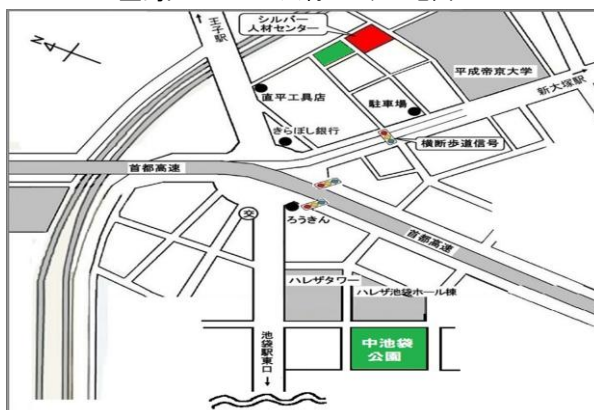 シルバー
人材センター
王子駅
N
平成帝京大学
新大塚駅
直平工具店
駐車場
きらぼし銀行
横断歩道信号
首都高速
交
ろうきん
首都高速
ハレザタワー
ハレザ池袋ホール棟
池袋駅東口
↓
中池袋
公園